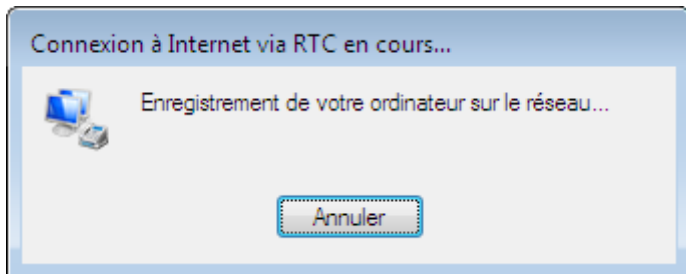 Connexion à Internet via RTC en cours...
Enregistrement de votre ordinateur sur le réseau...
Annuler